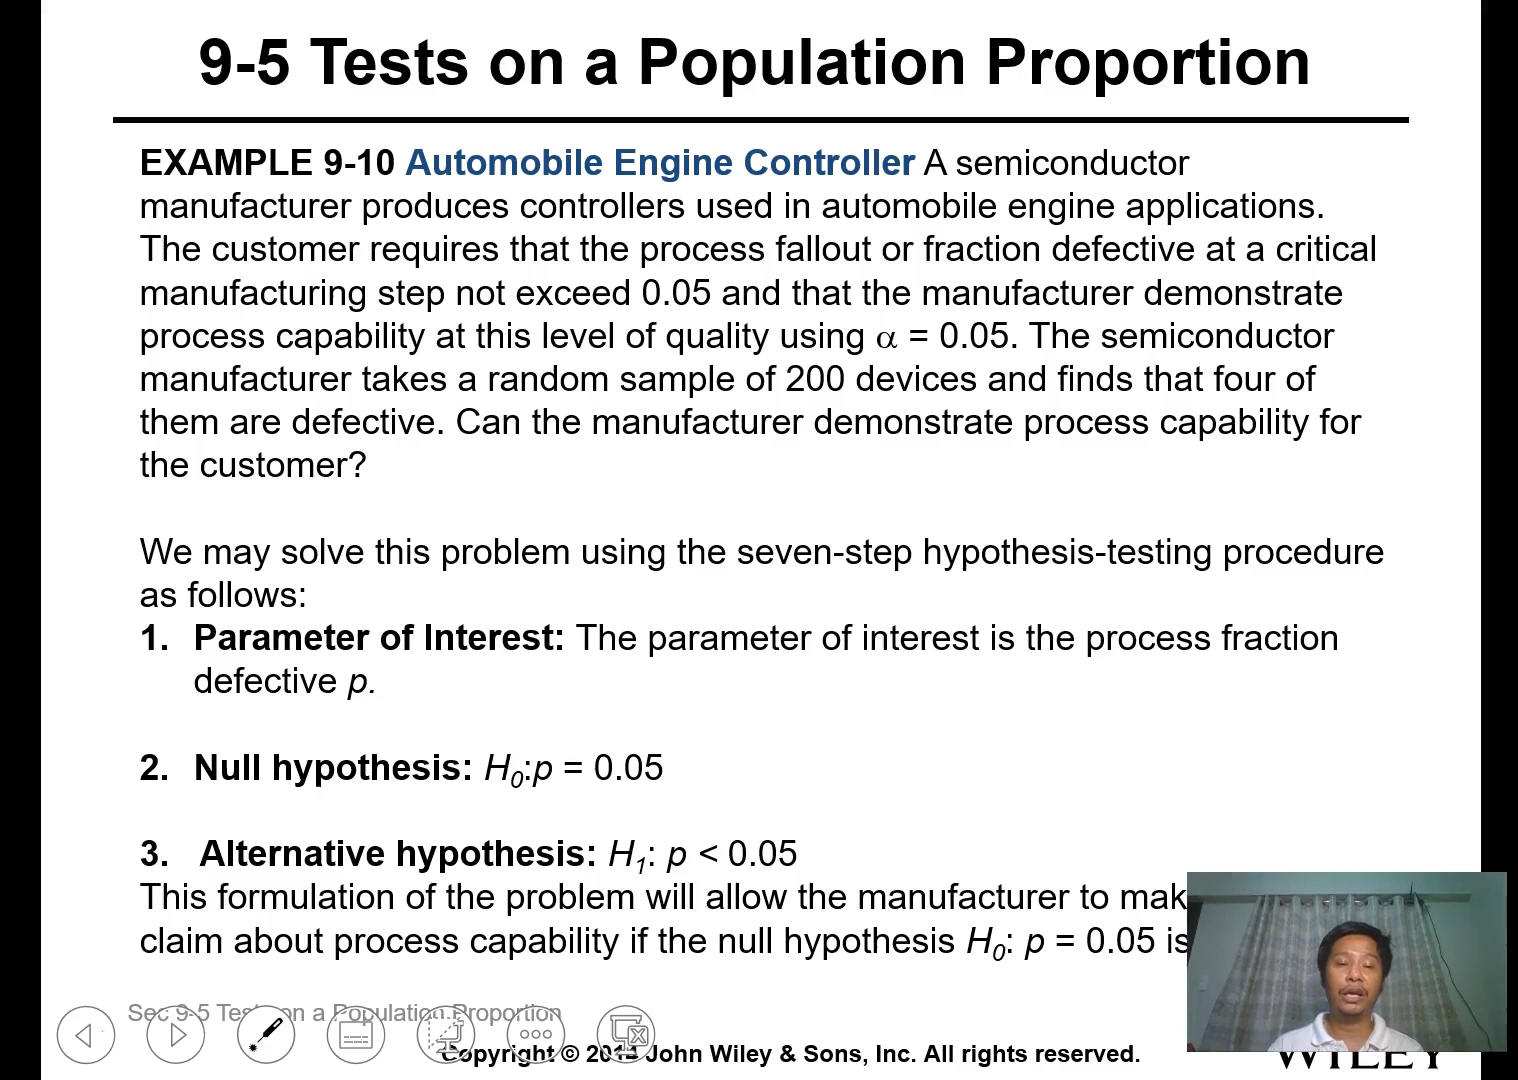 9-5 Tests on a Population Proportion
EXAMPLE 9-10 Automobile Engine Controller A semiconductor
manufacturer produces controllers used in automobile engine applications.
The customer requires that the process fallout or fraction defective at a critical
manufacturing step not exceed 0.05 and that the manufacturer demonstrate
process capability at this level of quality using α = 0.05. The semiconductor
manufacturer takes a random sample of 200 devices and finds that four of
them are defective. Can the manufacturer demonstrate process capability for
the customer?
We may solve this problem using the seven-step hypothesis-testing procedure
as follows:
1. Parameter of Interest: The parameter of interest is the process fraction
defective p.
2. Null hypothesis: H0:p = 0.05
3. Alternative hypothesis: H1: p < 0.05
This formulation of the problem will allow the manufacturer to mak
claim about process capability if the null hypothesis H0: p = 0.05 is
Sec 9-5 Tests on a Population Proportion
Copyright © 2014 John Wiley & Sons, Inc. All rights reserved.
WILEY